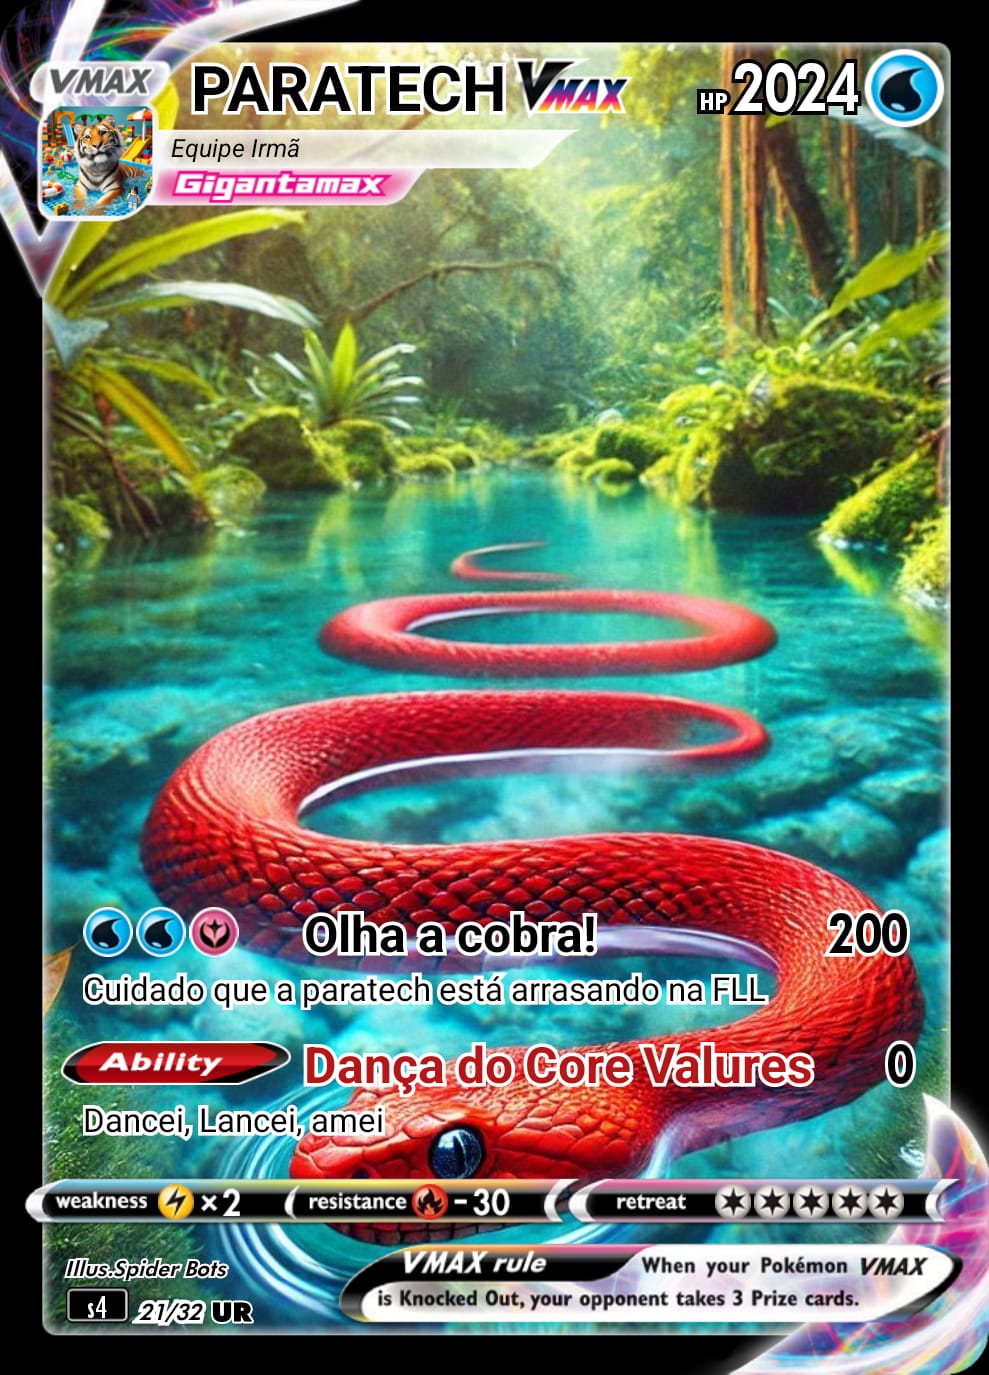 VMAX PARATECH VMAX HP 2024
Equipe Irmã
Gigantamax
Olha a cobra! 200
Cuidado que a paratech está arrasando na FLL
Ability Dança do Core Valures 0
Dancei, Lancei, amei
weakness ×2 resistance -30 retreat
Illus.Spider Bots
VMAX rule When your Pokémon VMAX
is Knocked Out, your opponent takes 3 Prize cards.
s4 21/32 UR